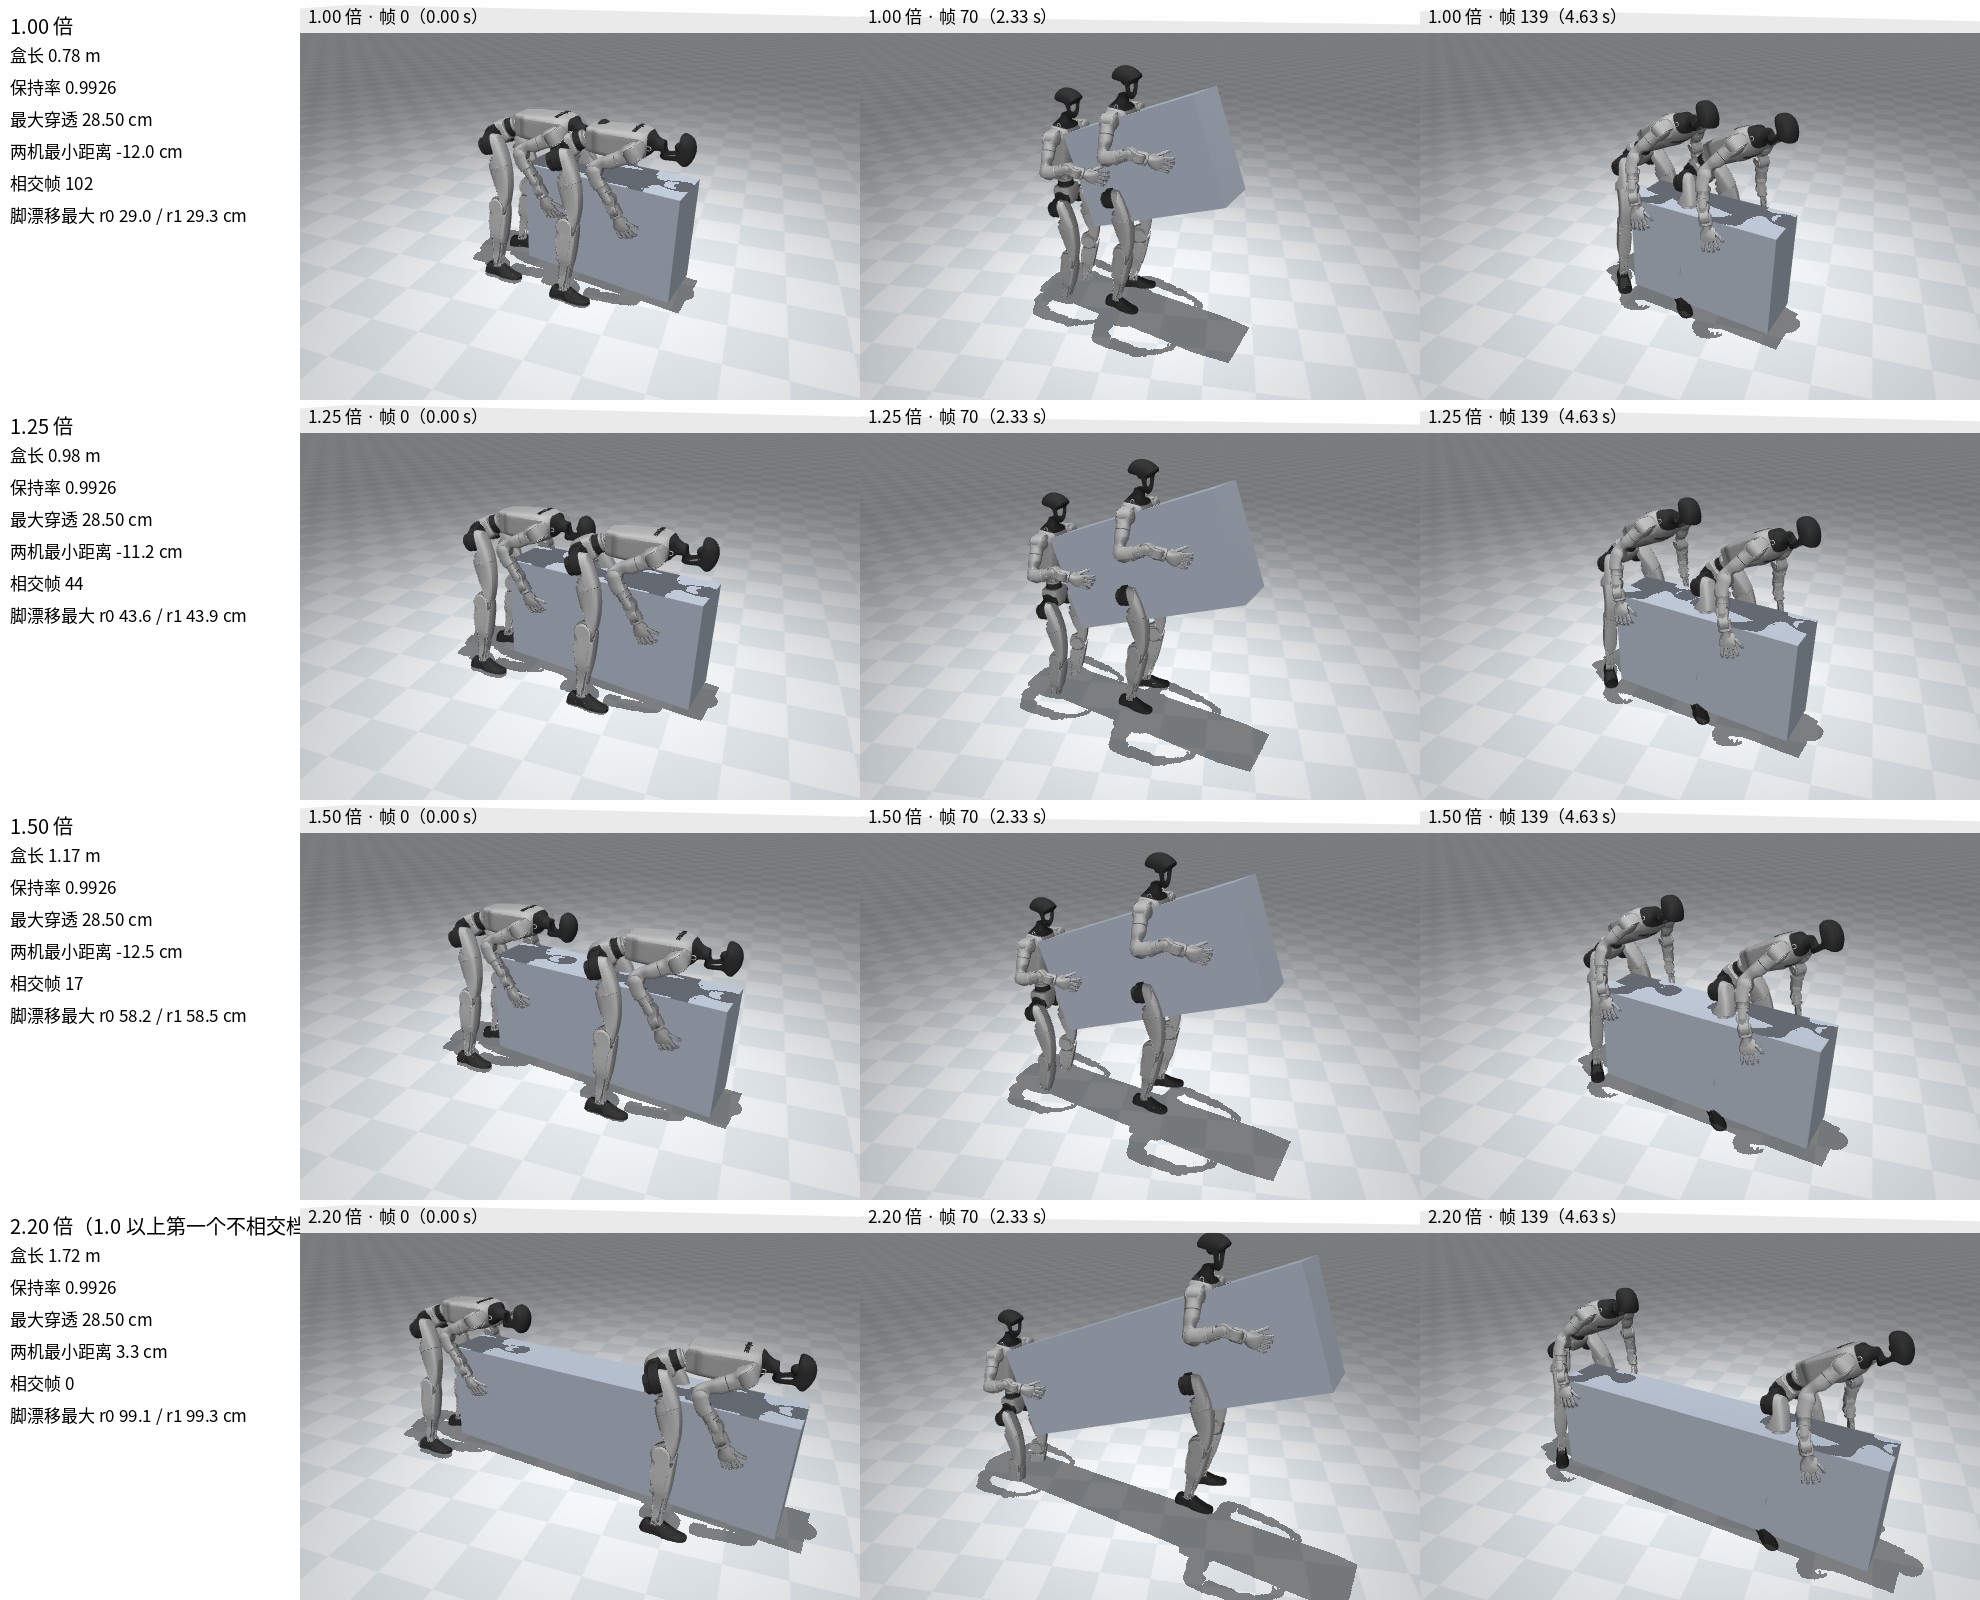 1.00 倍
盒长 0.78 m
保持率 0.9926
最大穿透 28.50 cm
两机最小距离 -12.0 cm
相交帧 102
脚漂移最大 r0 29.0 / r1 29.3 cm
1.00 倍 · 帧 0（0.00 s）
1.00 倍 · 帧 70（2.33 s）
1.00 倍 · 帧 139（4.63 s）
1.25 倍
盒长 0.98 m
保持率 0.9926
最大穿透 28.50 cm
两机最小距离 -11.2 cm
相交帧 44
脚漂移最大 r0 43.6 / r1 43.9 cm
1.25 倍 · 帧 0（0.00 s）
1.25 倍 · 帧 70（2.33 s）
1.25 倍 · 帧 139（4.63 s）
1.50 倍
盒长 1.17 m
保持率 0.9926
最大穿透 28.50 cm
两机最小距离 -12.5 cm
相交帧 17
脚漂移最大 r0 58.2 / r1 58.5 cm
1.50 倍 · 帧 0（0.00 s）
1.50 倍 · 帧 70（2.33 s）
1.50 倍 · 帧 139（4.63 s）
2.20 倍（1.0 以上第一个不相交档
盒长 1.72 m
保持率 0.9926
最大穿透 28.50 cm
两机最小距离 3.3 cm
相交帧 0
脚漂移最大 r0 99.1 / r1 99.3 cm
2.20 倍 · 帧 0（0.00 s）
2.20 倍 · 帧 70（2.33 s）
2.20 倍 · 帧 139（4.63 s）